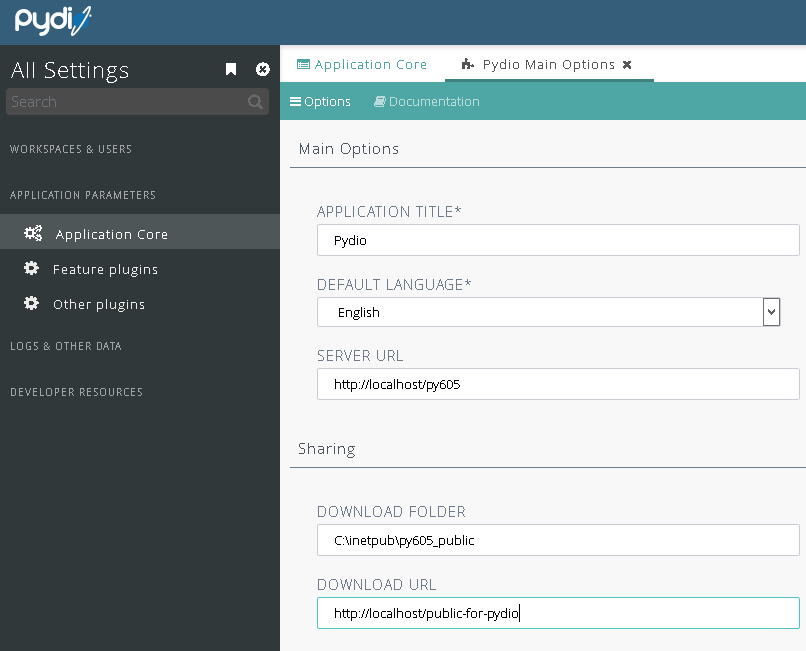 pydio
All Settings
Search
WORKSPACES & USERS
APPLICATION PARAMETERS
Application Core
Feature plugins
Other plugins
LOGS & OTHER DATA
DEVELOPER RESOURCES
Application Core
Pydio Main Options
Options
Documentation
Main Options
APPLICATION TITLE*
Pydio
DEFAULT LANGUAGE*
English
SERVER URL
http://localhost/py605
Sharing
DOWNLOAD FOLDER
C:\inetpub\py605_public
DOWNLOAD URL
http://localhost/public-for-pydio